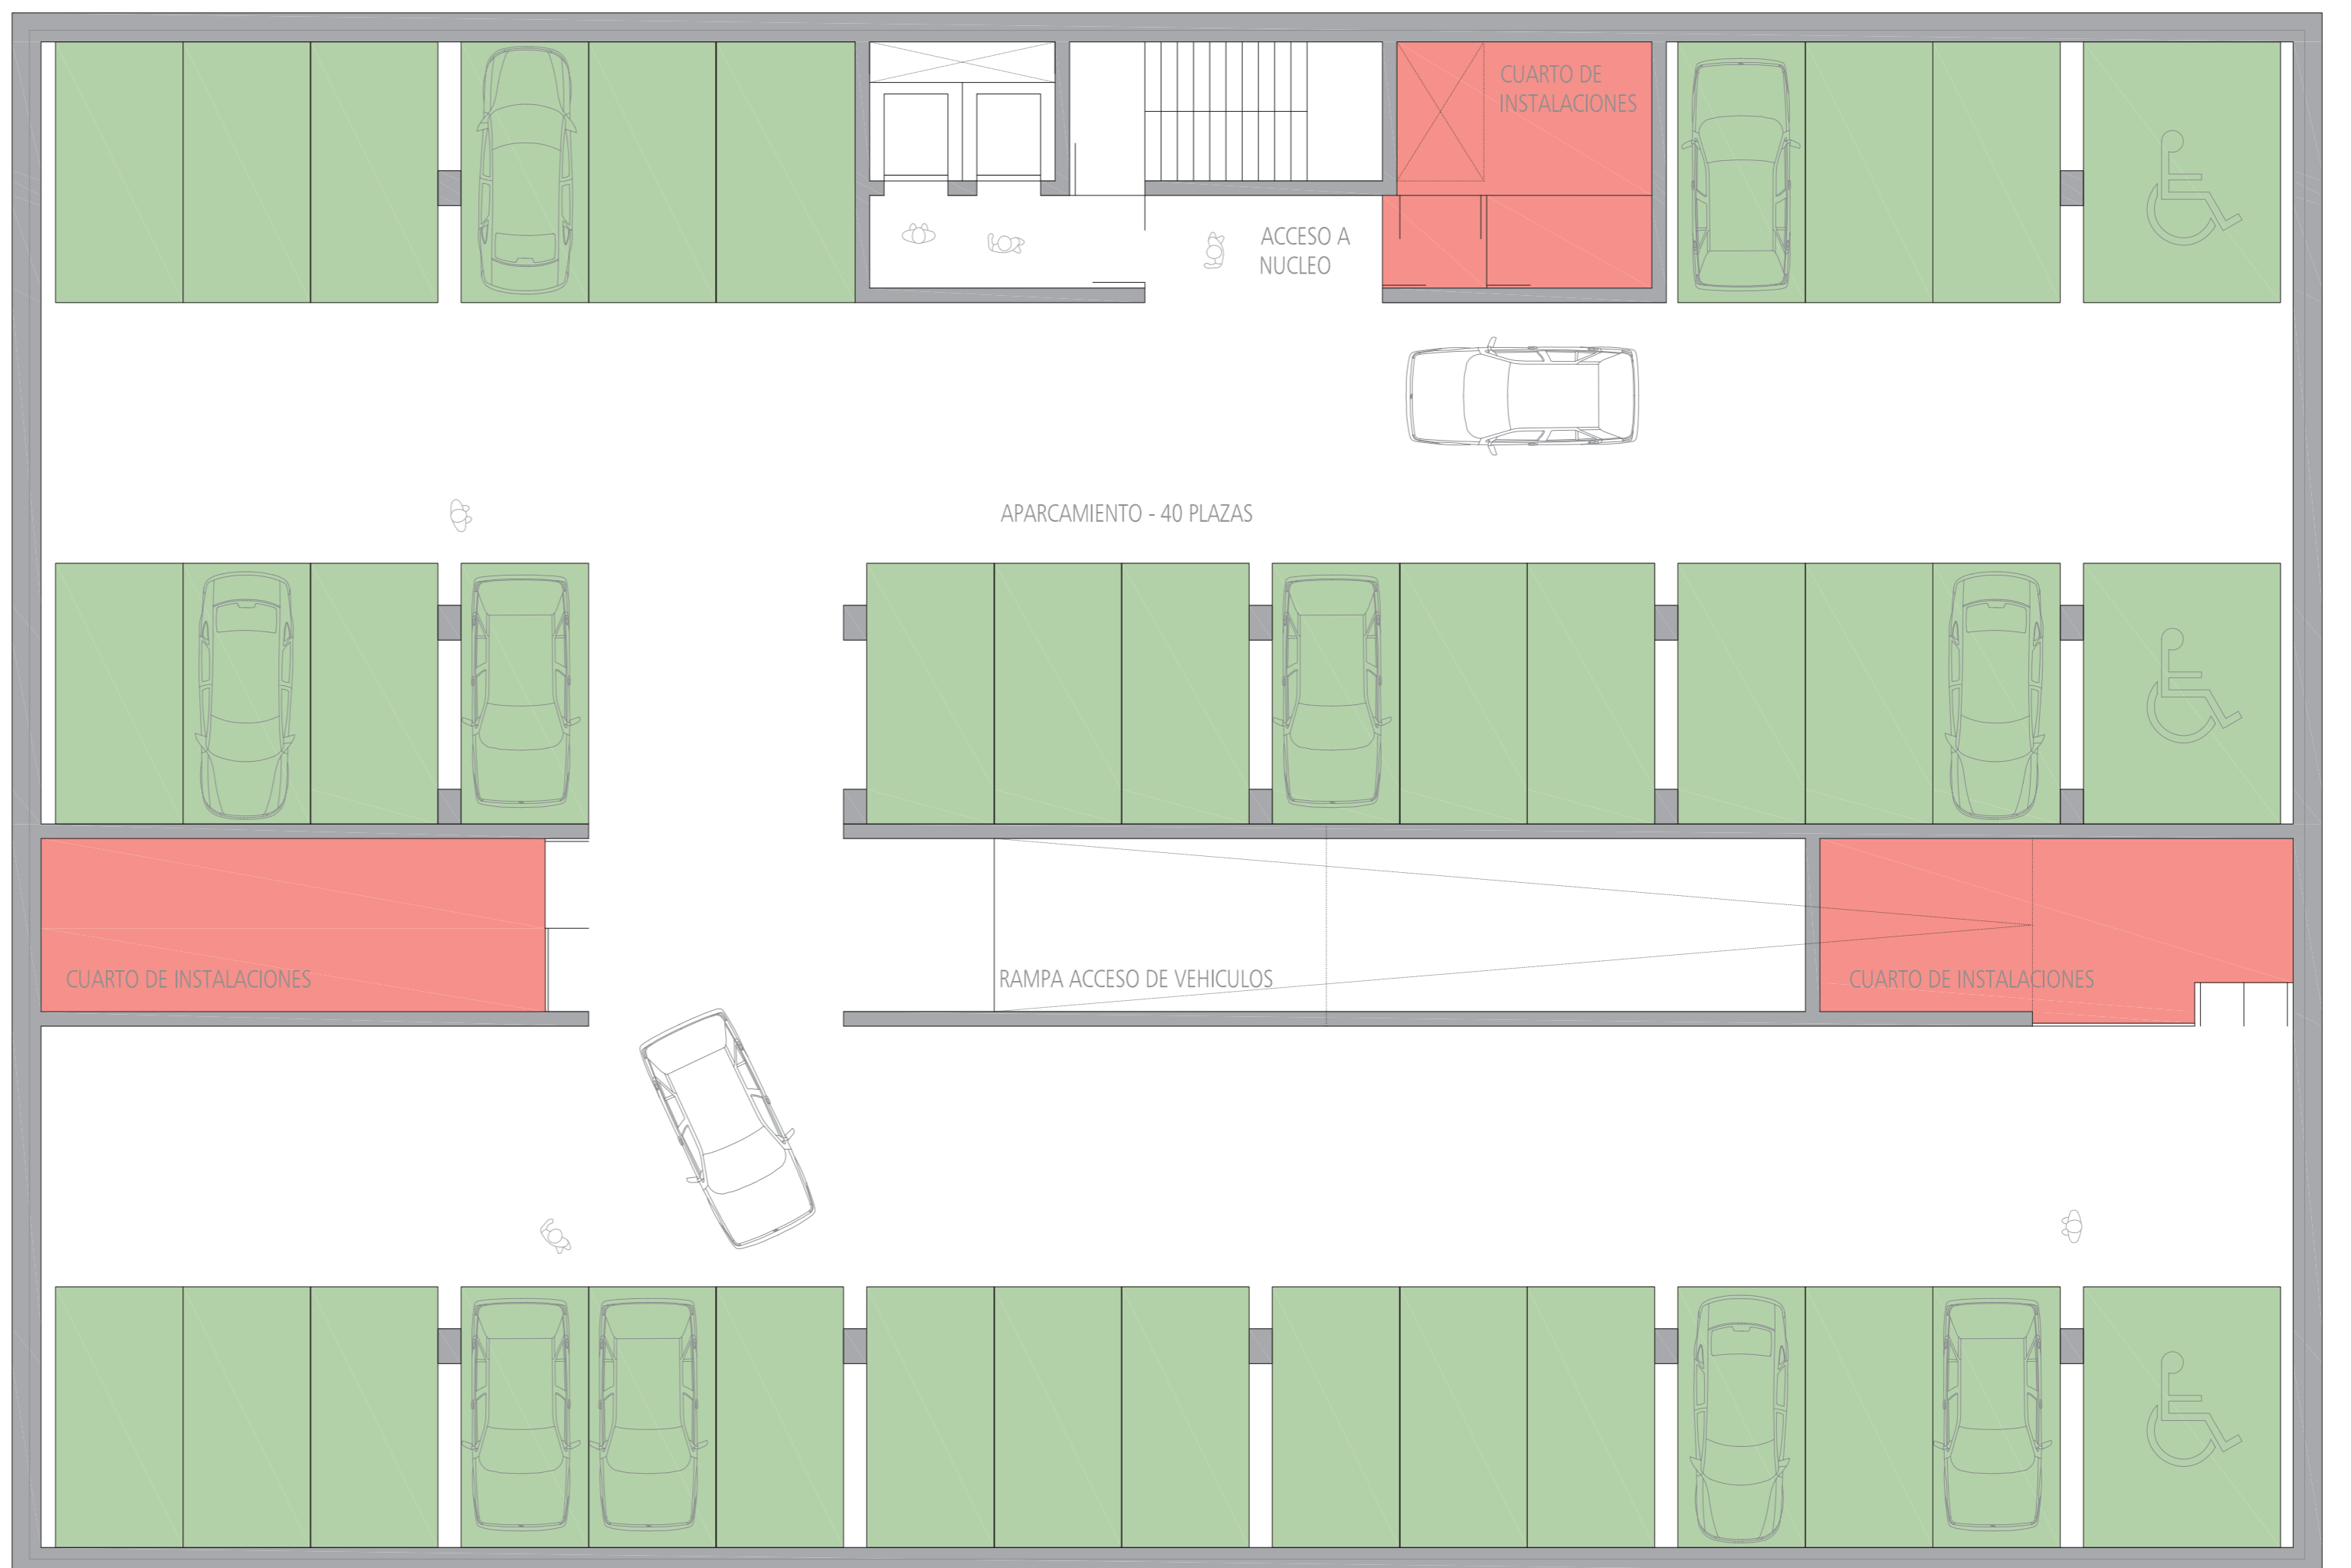 CUARTO DE
INSTALACIONES
ACCESO A
NUCLEO
APARCAMIENTO - 40 PLAZAS
CUARTO DE INSTALACIONES
RAMPA ACCESO DE VEHICULOS
CUARTO DE INSTALACIONES